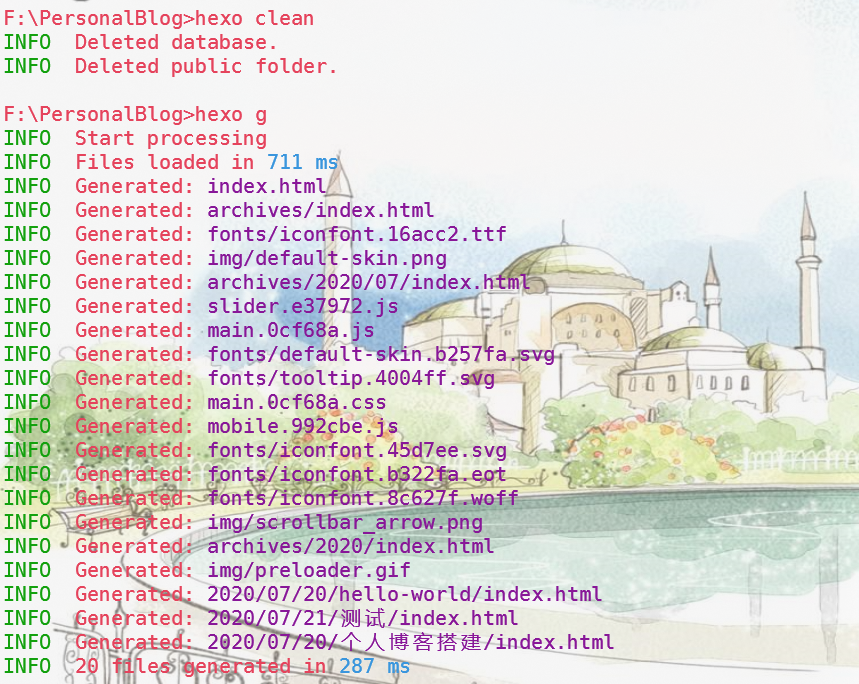 F:\PersonalBlog>hexo clean
INFO  Deleted database.
INFO  Deleted public folder.
F:\PersonalBlog>hexo g
INFO  Start processing
INFO  Files loaded in 711 ms
INFO  Generated: index.html
INFO  Generated: archives/index.html
INFO  Generated: fonts/iconfont.16acc2.ttf
INFO  Generated: img/default-skin.png
INFO  Generated: archives/2020/07/index.html
INFO  Generated: slider.e37972.js
INFO  Generated: main.0cf68a.js
INFO  Generated: fonts/default-skin.b257fa.svg
INFO  Generated: fonts/tooltip.4004ff.svg
INFO  Generated: main.0cf68a.css
INFO  Generated: mobile.992cbe.js
INFO  Generated: fonts/iconfont.45d7ee.svg
INFO  Generated: fonts/iconfont.b322fa.eot
INFO  Generated: fonts/iconfont.8c627f.woff
INFO  Generated: img/scrollbar_arrow.png
INFO  Generated: archives/2020/index.html
INFO  Generated: img/preloader.gif
INFO  Generated: 2020/07/20/hello-world/index.html
INFO  Generated: 2020/07/21/测试/index.html
INFO  Generated: 2020/07/20/个人博客搭建/index.html
INFO  20 files generated in 287 ms